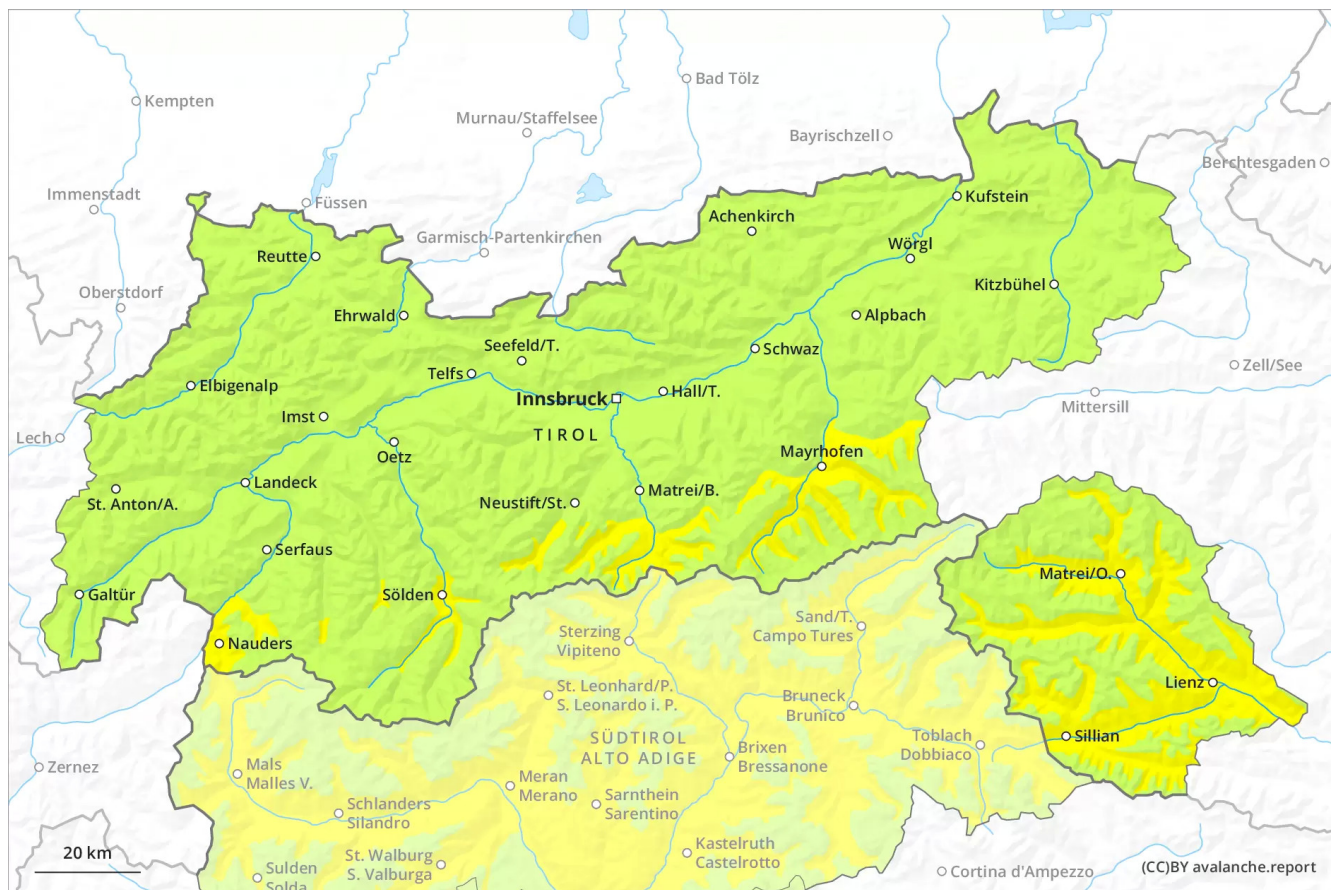 Bad Tölz
Kempten
Murnau/Staffelsee
Bayrischzell
Berchtesgaden
Immenstadt
Füssen
Kufstein
Achenkirch
Garmisch-Partenkirchen
Wörgl
Reutte
Kitzbühel
Oberstdorf
Ehrwald
Alpbach
Seefeld/T.
Schwaz
Zell/See
Telfs
Elbigenalp
Innsbruck
Hall/T.
Mittersill
Imst
TIROL
Lech
Oetz
Mayrhofen
Landeck
St. Anton/A.
Neustift/St.
Matrei/B.
Serfaus
Matrei/O.
Galtür
Sölden
Sand/T.
Campo Tures
Sterzing
Vipiteno
Nauders
Lienz
St. Leonhard/P.
S. Leonardo i. P.
Bruneck
Brunico
Sillian
SÜDTIROL
ALTO ADIGE
Toblach
Dobbiaco
Brixen
Bressanone
Zernez
Mals
Malles V.
Meran
Merano
Sarnthein
Sarentino
Schlanders
Silandro
Kastelruth
Castelrotto
20 km
St. Walburg
S. Valburga
Sulden
Solda
Cortina d'Ampezzo
(CC)BY avalanche.report